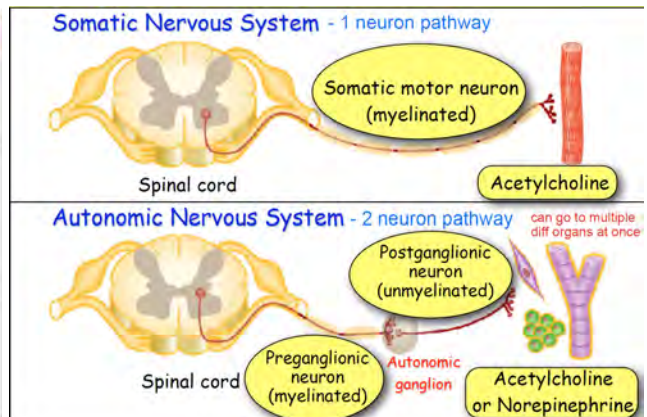 Somatic Nervous System - 1 neuron pathway
Somatic motor neuron
(myelinated)
Spinal cord
Acetylcholine
Autonomic Nervous System - 2 neuron pathway
can go to multiple
diff organs at once
Postganglionic
neuron
(unmyelinated)
Preganglionic
neuron
(myelinated)
Autonomic
ganglion
Spinal cord
Acetylcholine
or Norepinephrine